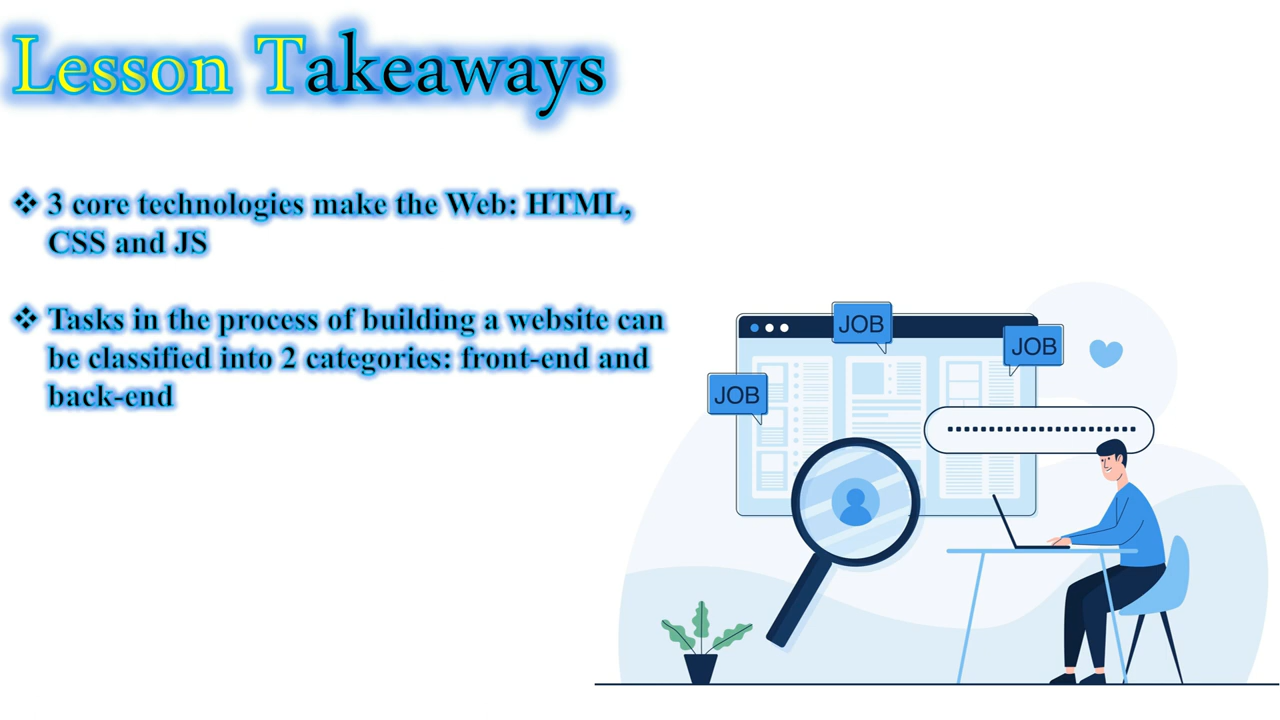 Lesson Takeaways
❖ 3 core technologies make the Web: HTML,
CSS and JS
❖ Tasks in the process of building a website can
be classified into 2 categories: front-end and
back-end
JOB
JOB
JOB